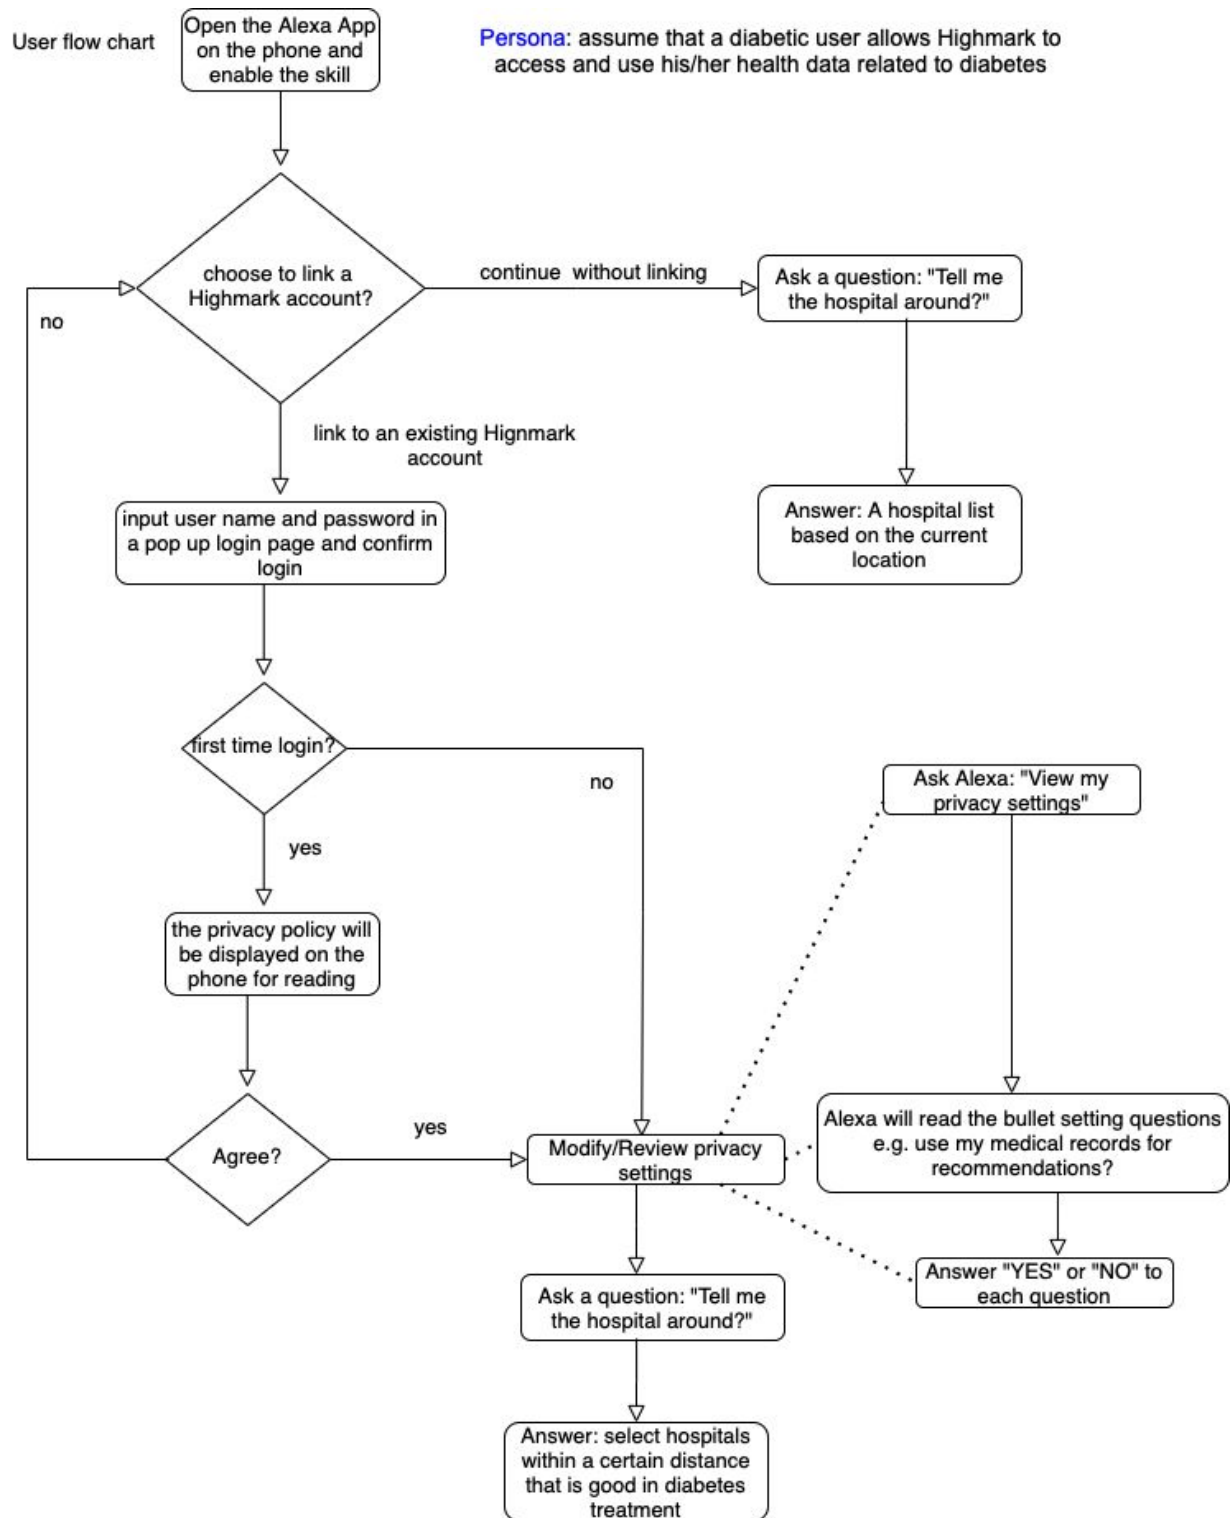 User flow chart
Open the Alexa App
on the phone and
enable the skill
Persona: assume that a diabetic user allows Highmark to
access and use his/her health data related to diabetes
choose to link a
Highmark account?
continue  without linking
Ask a question: "Tell me
the hospital around?"
no
link to an existing Hignmark
account
Answer: A hospital list
based on the current
location
input user name and password in
a pop up login page and confirm
login
first time login?
no
yes
Ask Alexa: "View my
privacy settings"
the privacy policy will
be displayed on the
phone for reading
Agree?
yes
Modify/Review privacy
settings
Alexa will read the bullet setting questions
e.g. use my medical records for
recommendations?
Answer "YES" or "NO" to
each question
Ask a question: "Tell me
the hospital around?"
Answer: select hospitals
within a certain distance
that is good in diabetes
treatment